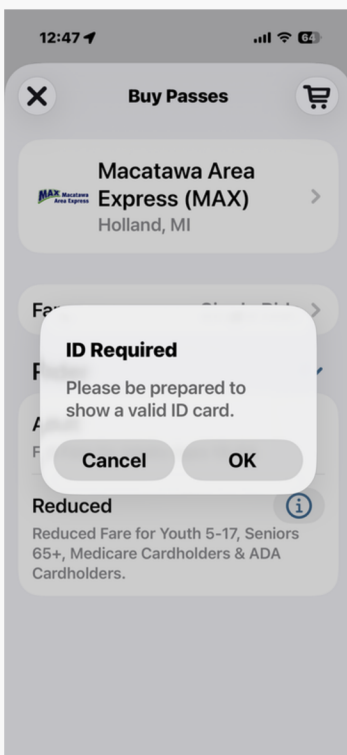 12:47
64
Buy Passes
MAX Macatawa
Area Express
Macatawa Area
Express (MAX)
Holland, MI
ID Required
Please be prepared to
show a valid ID card.
Cancel
OK
Reduced
Reduced Fare for Youth 5-17, Seniors
65+, Medicare Cardholders & ADA
Cardholders.